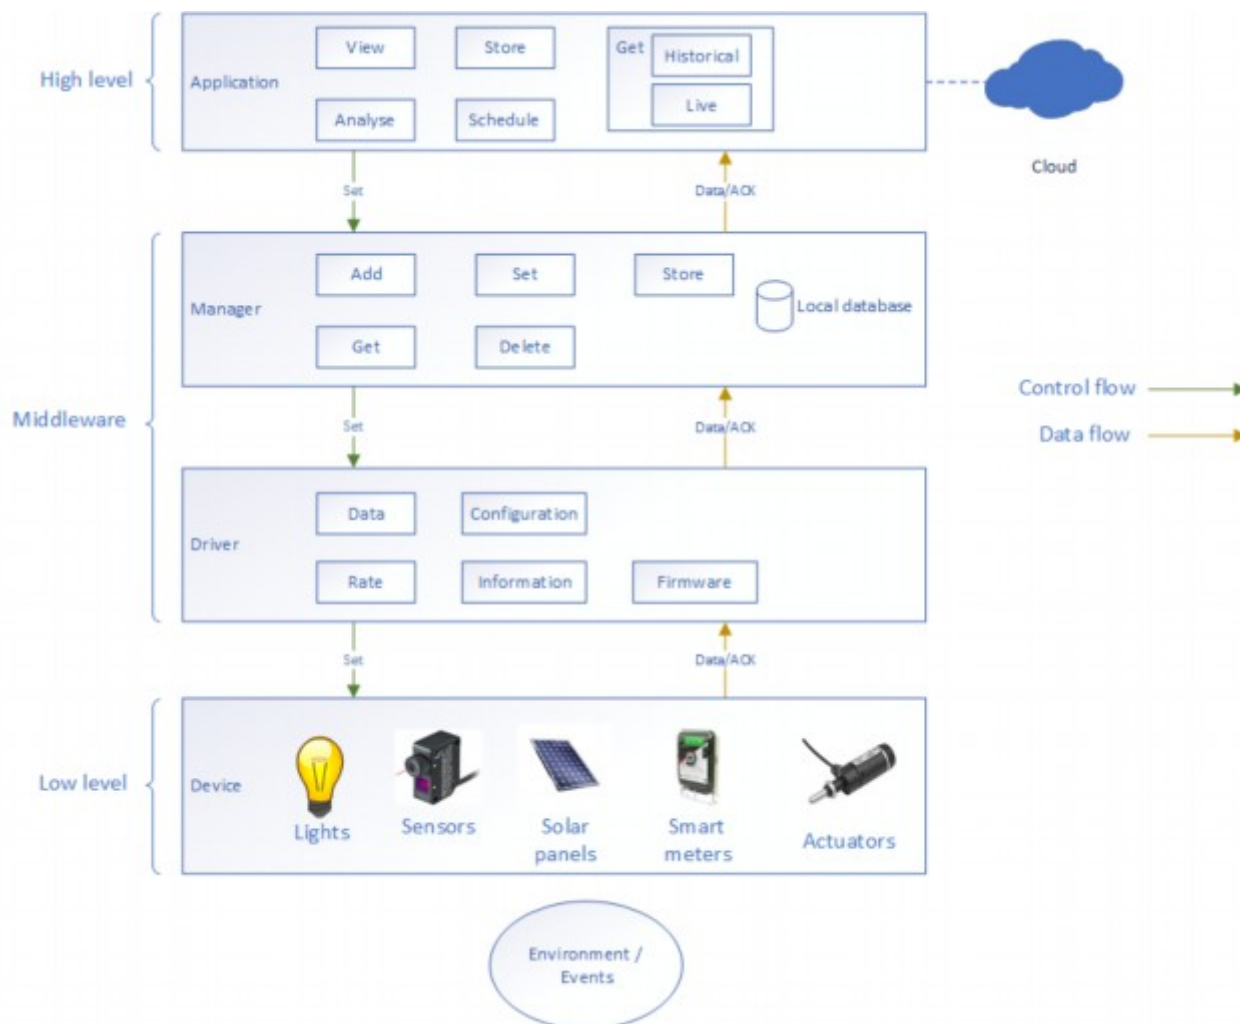 High level
Application
View
Store
Get
Historical
Live
Analyse
Schedule
Cloud
Set
Data/ACK
Middleware
Manager
Add
Set
Store
Local database
Get
Delete
Control flow
Data flow
Set
Data/ACK
Driver
Data
Configuration
Rate
Information
Firmware
Set
Data/ACK
Low level
Device
Lights
Sensors
Solar
panels
Smart
meters
Actuators
Environment /
Events